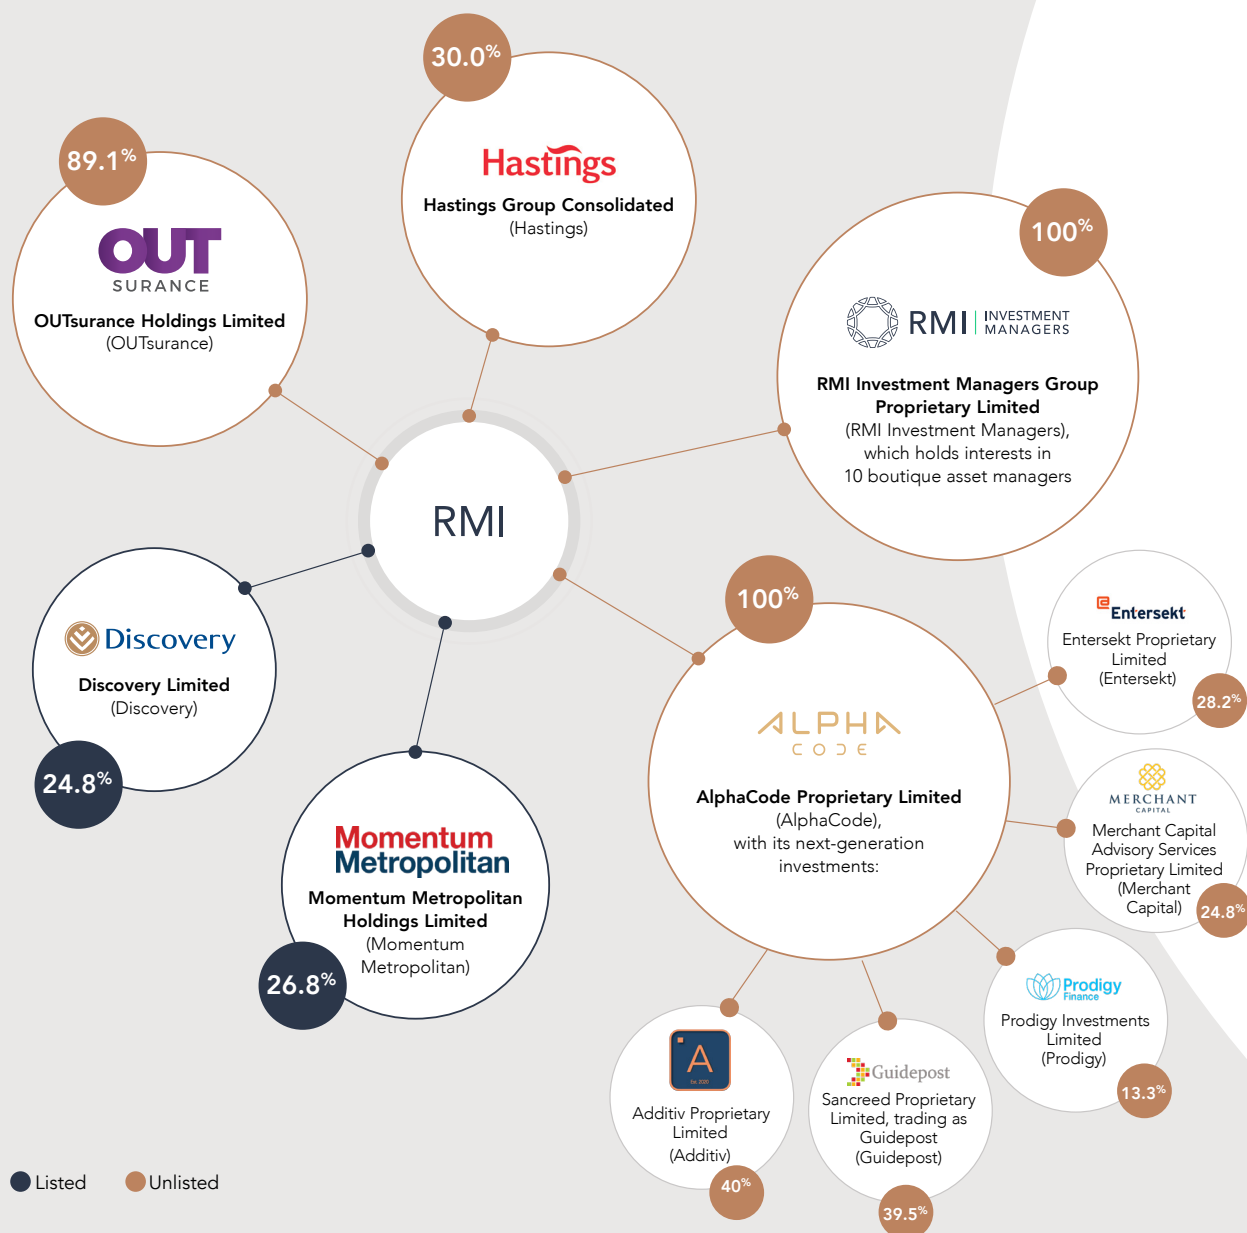 30.0%
Hastings
Hastings Group Consolidated
(Hastings)
89.1%
OUT
SURANCE
OUTsurance Holdings Limited
(OUTsurance)
100%
RMI | INVESTMENT
MANAGERS
RMI Investment Managers Group
Proprietary Limited
(RMI Investment Managers),
which holds interests in
10 boutique asset managers
RMI
Discovery
Discovery Limited
(Discovery)
24.8%
Momentum
Metropolitan
Momentum Metropolitan
Holdings Limited
(Momentum
Metropolitan)
26.8%
100%
ALPHA
CODE
AlphaCode Proprietary Limited
(AlphaCode),
with its next-generation
investments:
Entersekt
Entersekt Proprietary
Limited
(Entersekt)
28.2%
MERCHANT
CAPITAL
Merchant Capital
Advisory Services
Proprietary Limited
(Merchant
Capital)
24.8%
Prodigy
Finance
Prodigy Investments
Limited
(Prodigy)
13.3%
Guidepost
Sancreed Proprietary
Limited, trading as
Guidepost
(Guidepost)
39.5%
A
Est. 2020
Additiv Proprietary
Limited
(Additiv)
40%
Listed
Unlisted